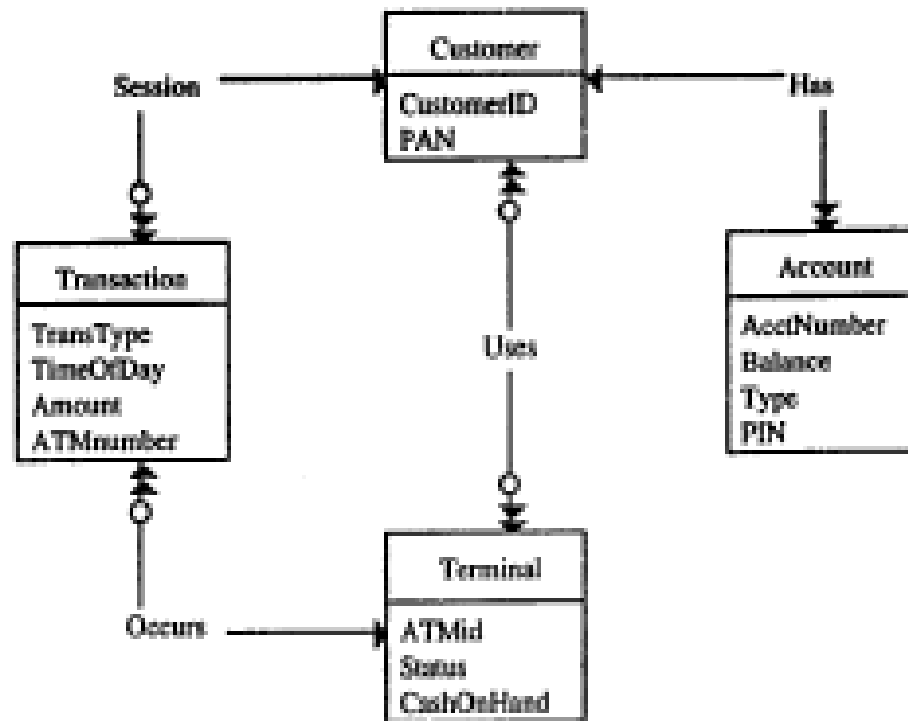 Customer
CustomerID
PAN
Session
Has
Transaction
TransType
TimeOfDay
Amount
ATMnumber
Account
AcctNumber
Balance
Type
PIN
Uses
Terminal
ATMid
Status
CashOnHand
Occurs